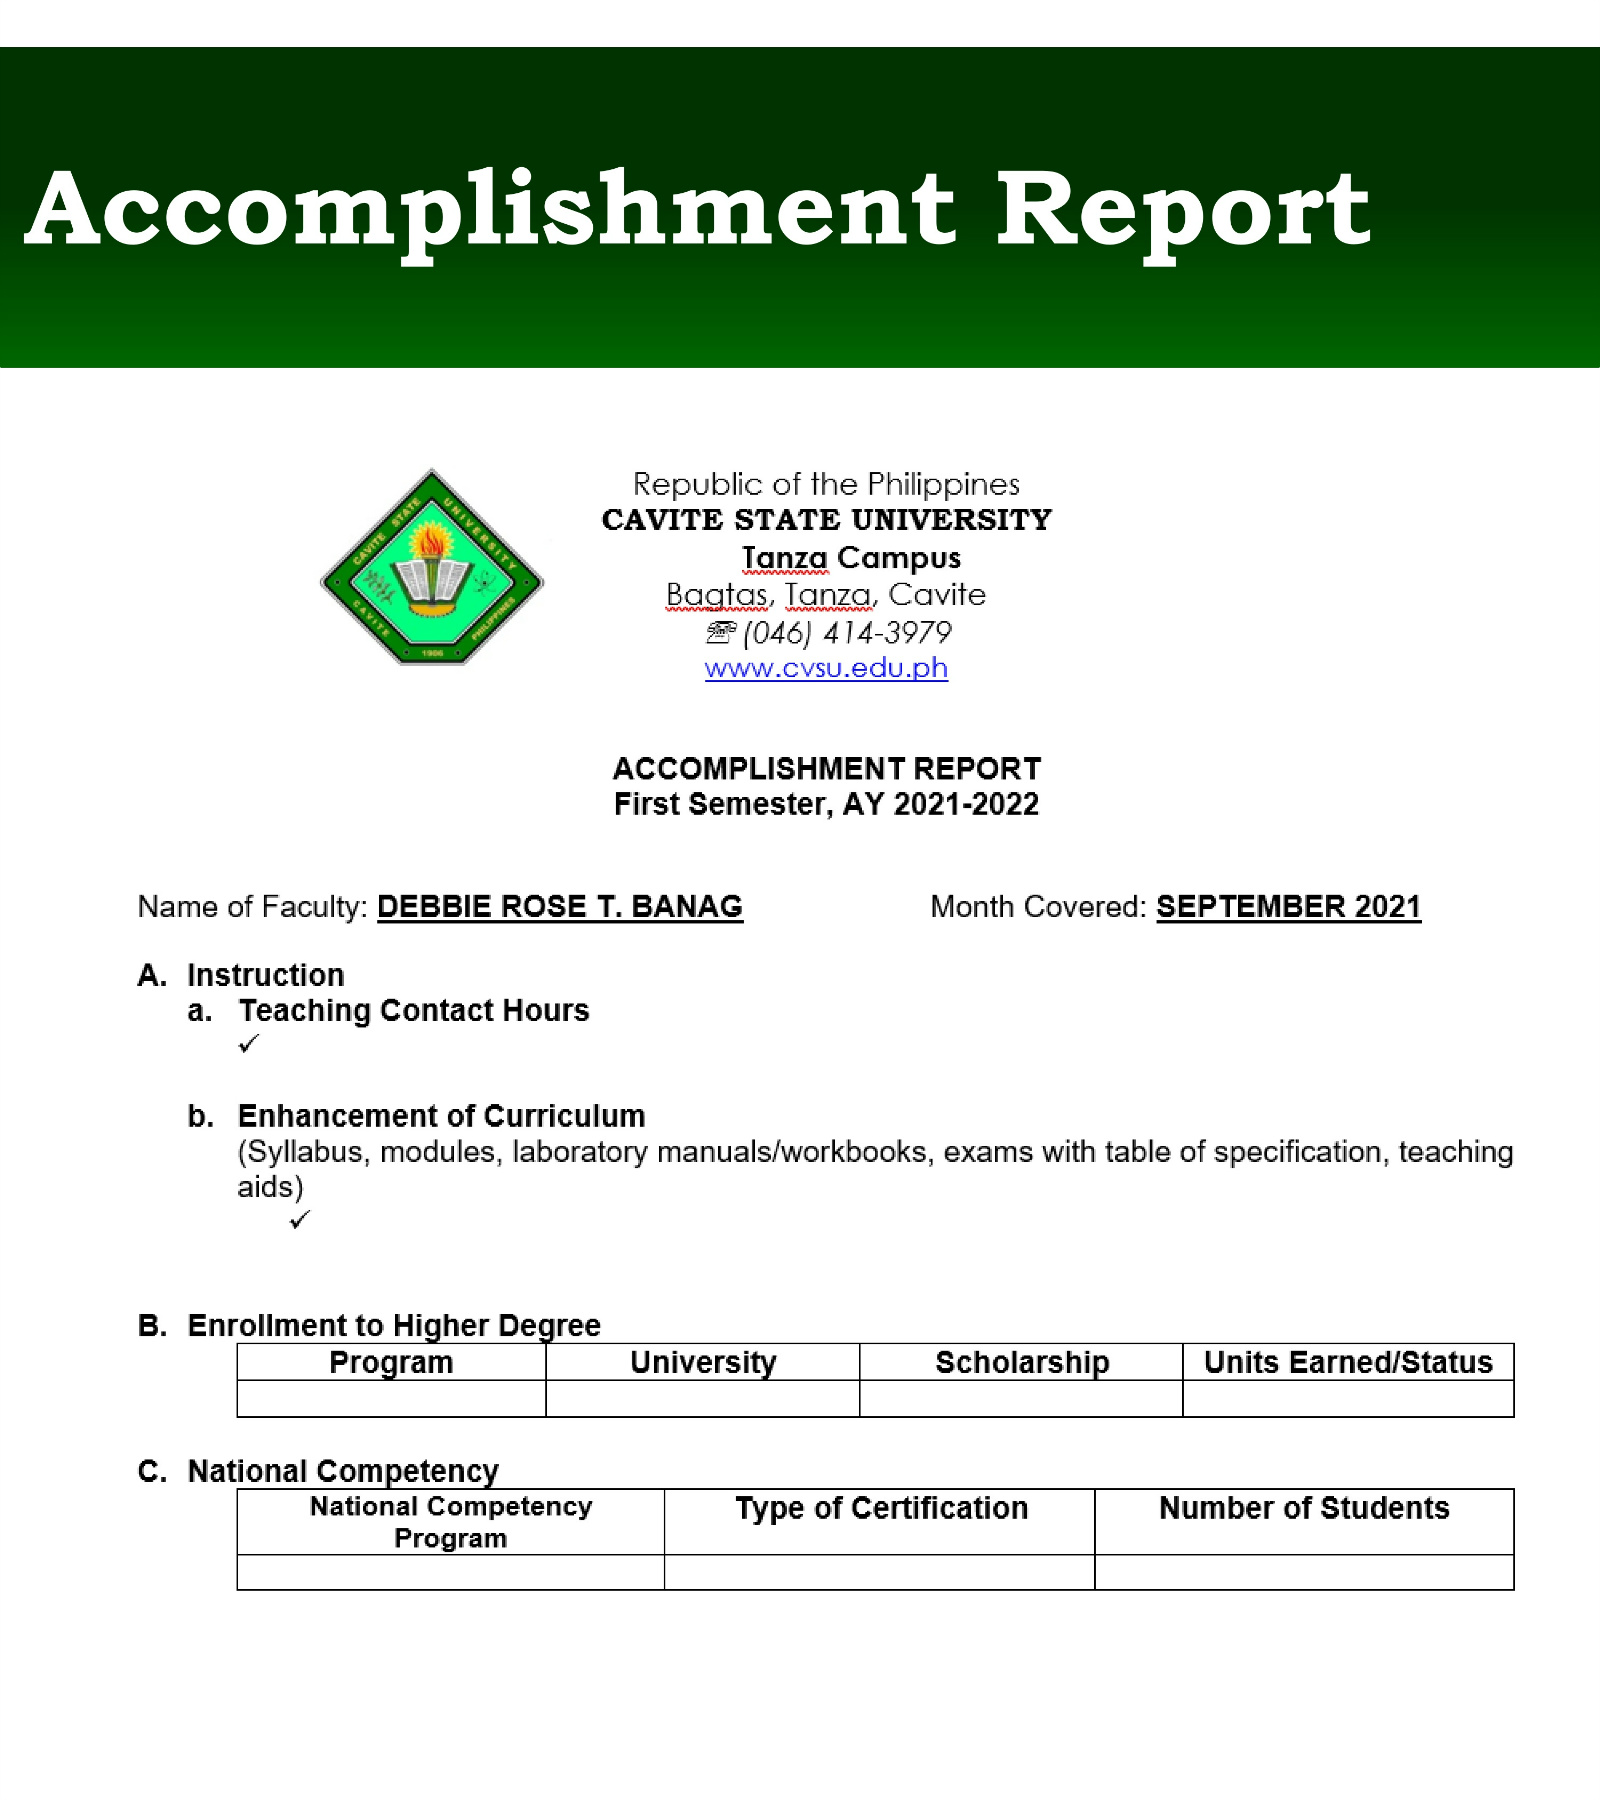 Accomplishment Report
Republic of the Philippines
CAVITE STATE UNIVERSITY
CAVITE STATE UNIVERSITY
CAVITE PHILIPPINES
1906
Tanza Campus
Bagtas, Tanza, Cavite
(046) 414-3979
www.cvsu.edu.ph
ACCOMPLISHMENT REPORT
First Semester, AY 2021-2022
Name of Faculty: DEBBIE ROSE T. BANAG Month Covered: SEPTEMBER 2021
A. Instruction
a. Teaching Contact Hours
✓
b. Enhancement of Curriculum
(Syllabus, modules, laboratory manuals/workbooks, exams with table of specification, teaching
aids)
✓
B. Enrollment to Higher Degree
Program University Scholarship Units Earned/Status
C. National Competency
National Competency Type of Certification Number of Students
Program